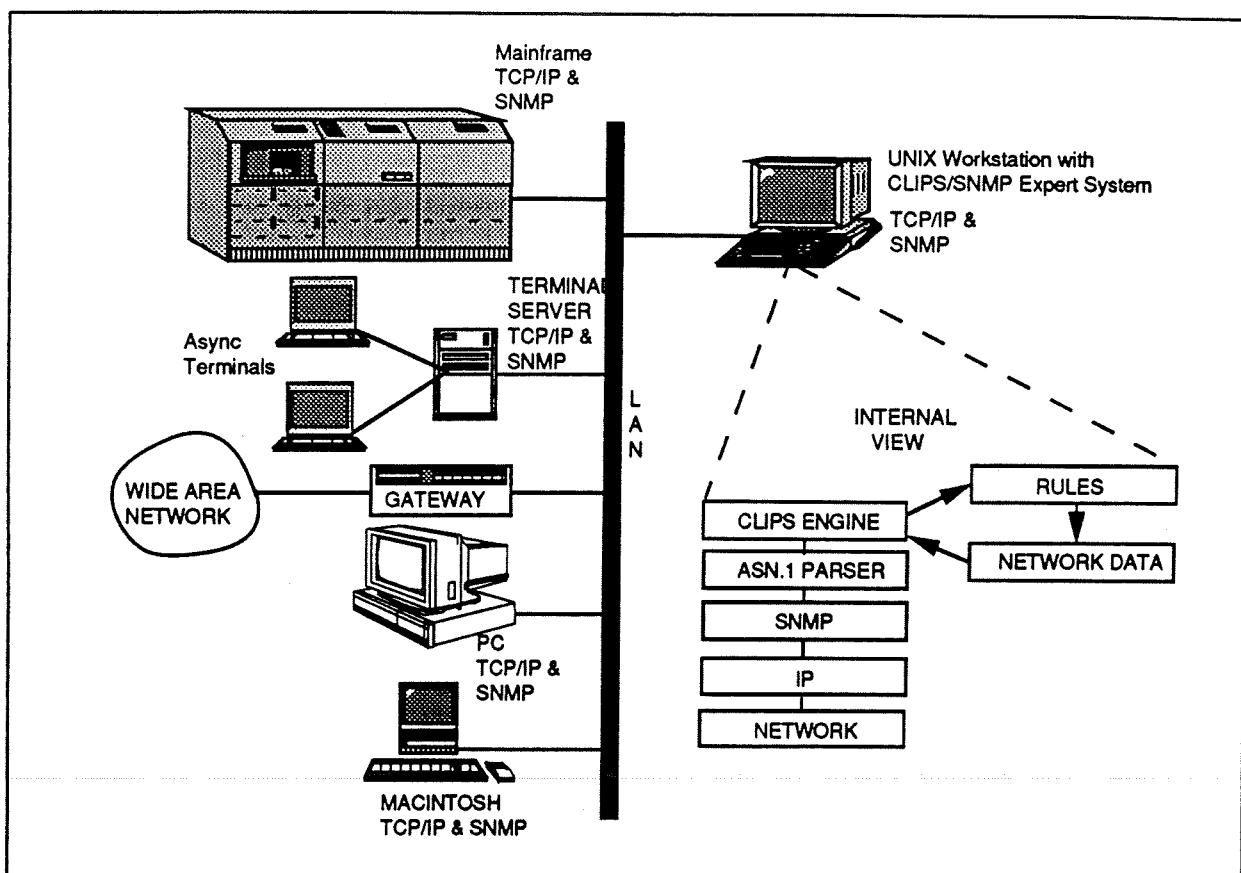 Mainframe
TCP/IP &
SNMP
UNIX Workstation with
CLIPS/SNMP Expert System
TCP/IP &
SNMP
TERMINAL
SERVER
TCP/IP &
SNMP
Async
Terminals
L
A
N
WIDE AREA
NETWORK
GATEWAY
PC
TCP/IP &
SNMP
MACINTOSH
TCP/IP & SNMP
INTERNAL
VIEW
RULES
CLIPS ENGINE
NETWORK DATA
ASN.1 PARSER
SNMP
IP
NETWORK